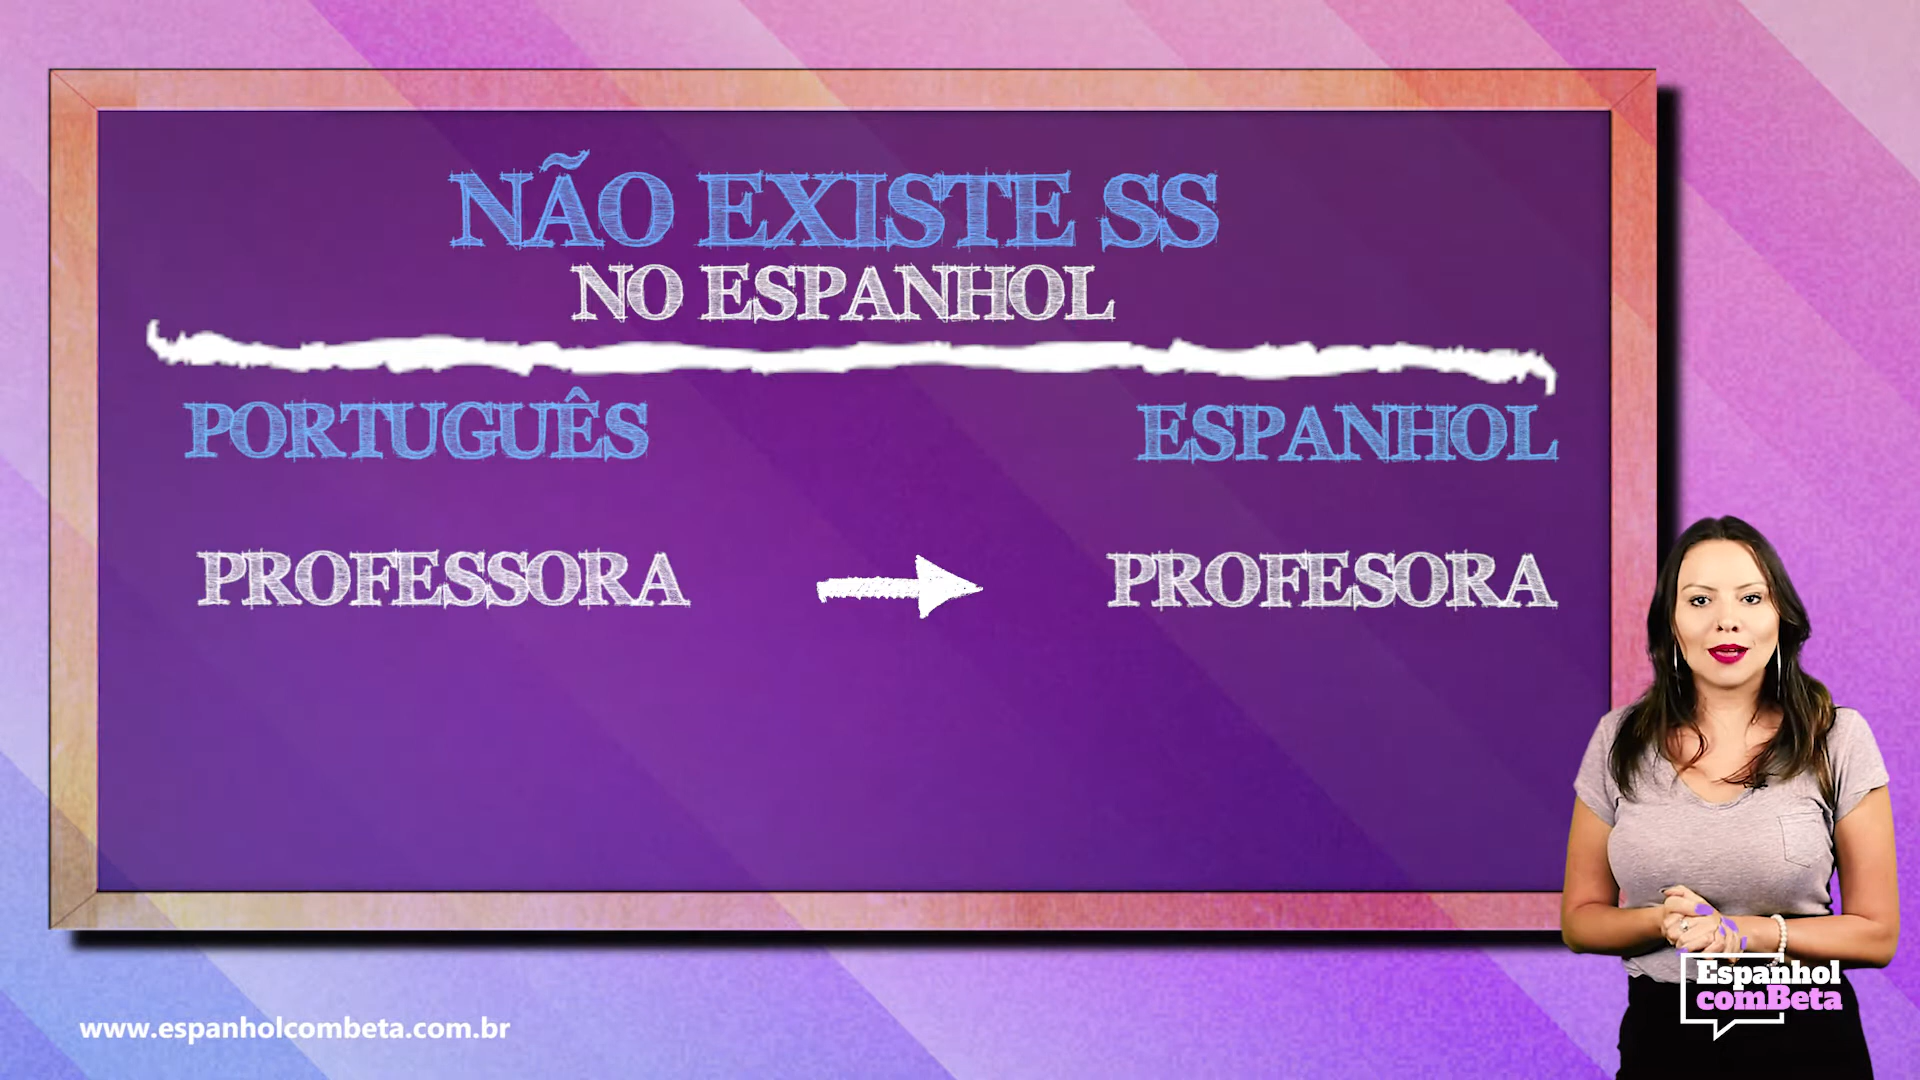 NÃO EXISTE SS
NO ESPANHOL
PORTUGUÊS
ESPANHOL
PROFESSORA
PROFESORA
Espanhol
comBeta
www.espanholcombeta.com.br